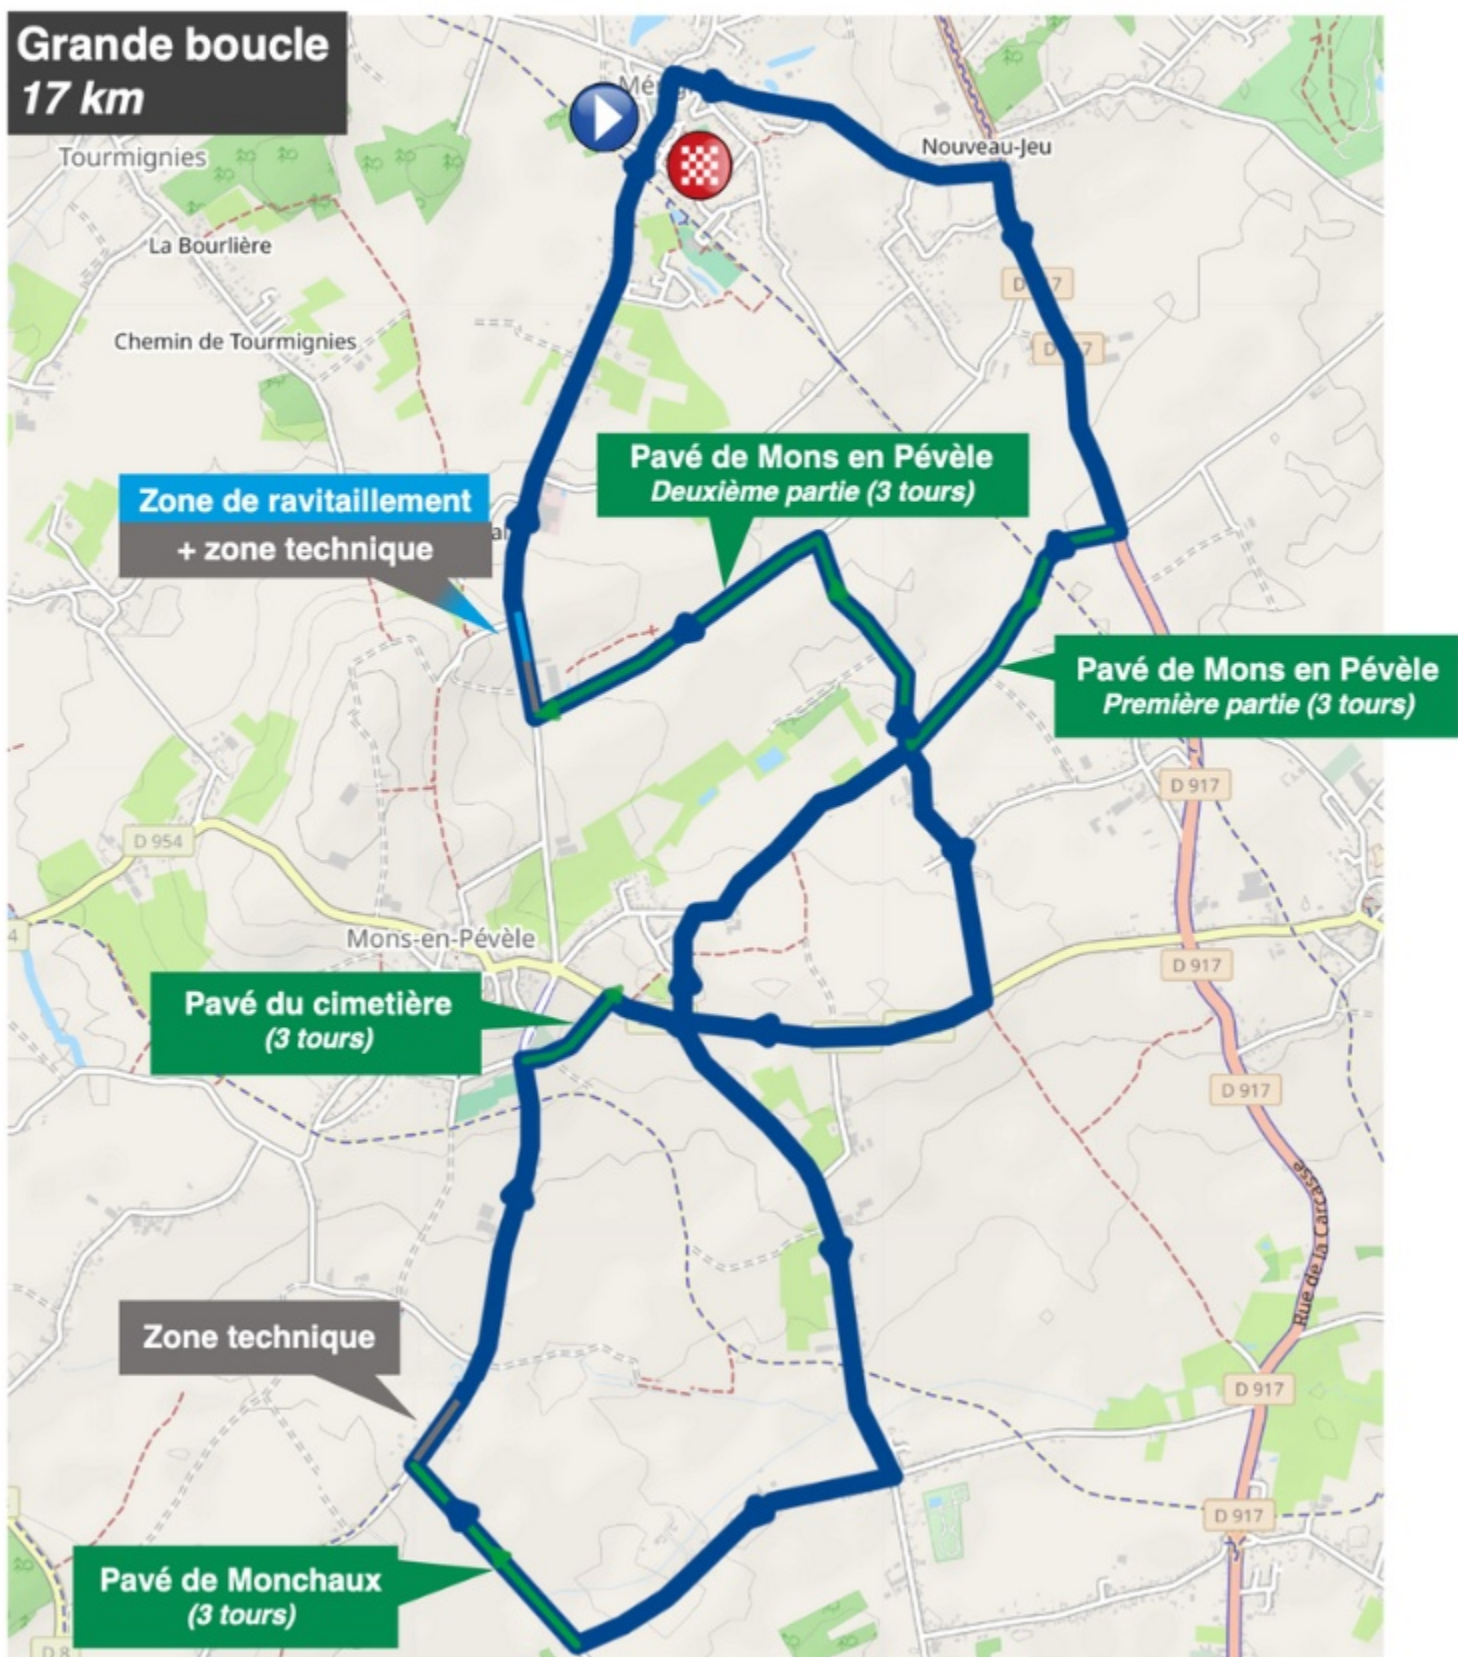 Grande boucle
17 km
Tourmignies
Nouveau-Jeu
La Bourlière
Chemin de Tourmignies
Pavé de Mons en Pévèle
Deuxième partie (3 tours)
Zone de ravitaillement
+ zone technique
Pavé de Mons en Pévèle
Première partie (3 tours)
D 917
D 954
Mons-en-Pévèle
D 917
Pavé du cimetière
(3 tours)
D 917
Rue de la Carcasse
Zone technique
D 917
D 917
Pavé de Monchaux
(3 tours)